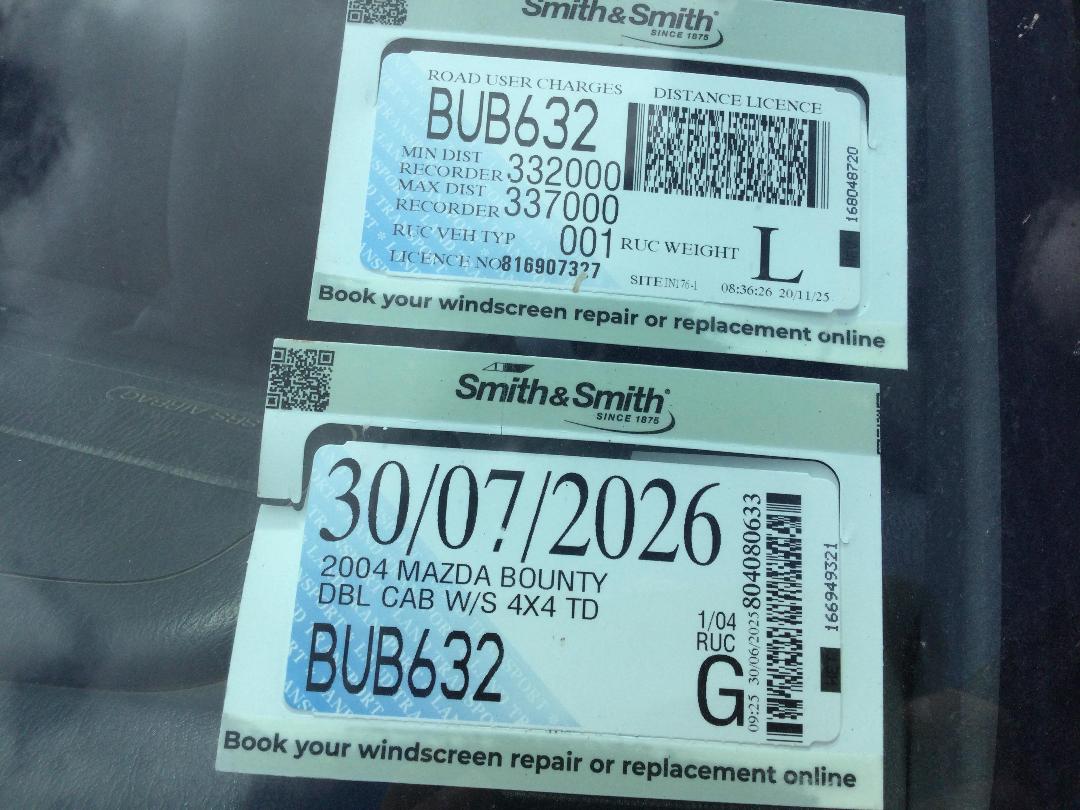 Smith&Smith
SINCE 1875
ROAD USER CHARGES DISTANCE LICENCE
BUB632
MIN DIST
RECORDER 332000
MAX DIST
RECORDER 337000
RUC VEH TYP 001 RUC WEIGHT L
LICENCE NO 816907327
SITE IN176-1 08:36:26 20/11/25
168048720
Book your windscreen repair or replacement online
Smith&Smith
SINCE 1875
30/07/2026
2004 MAZDA BOUNTY
DBL CAB W/S 4X4 TD
BUB632
1/04
RUC
G
09:25 30/06/2025 804080633
166949321
Book your windscreen repair or replacement online
SRS AIRBAG